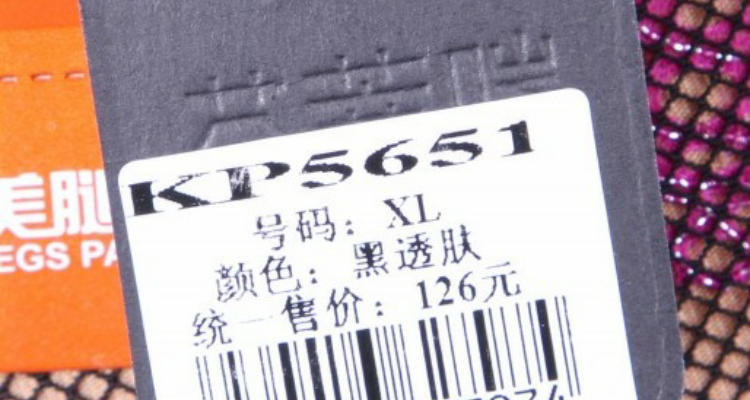 KP5651
号码：XL
颜色：黑透肤
统一售价：126元
美腿
EGS PA